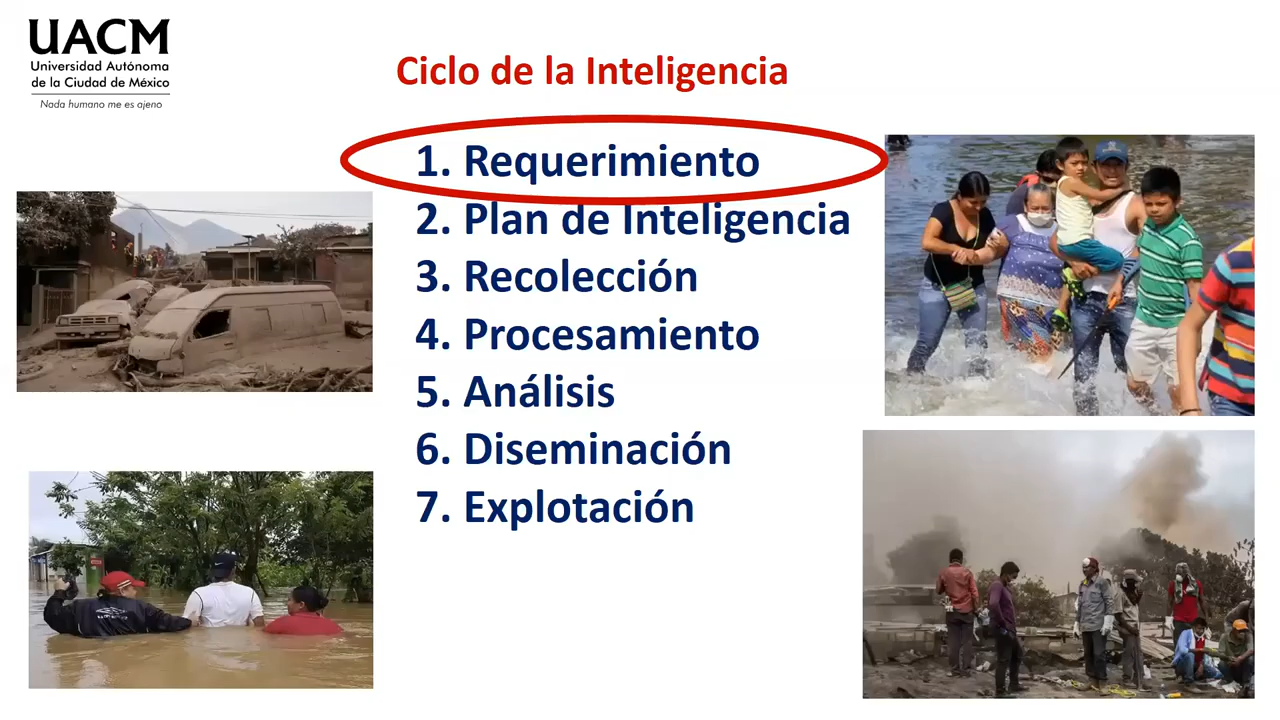 UACM
Universidad Autónoma
de la Ciudad de México
Nada humano me es ajeno
Ciclo de la Inteligencia
1. Requerimiento
2. Plan de Inteligencia
3. Recolección
4. Procesamiento
5. Análisis
6. Diseminación
7. Explotación